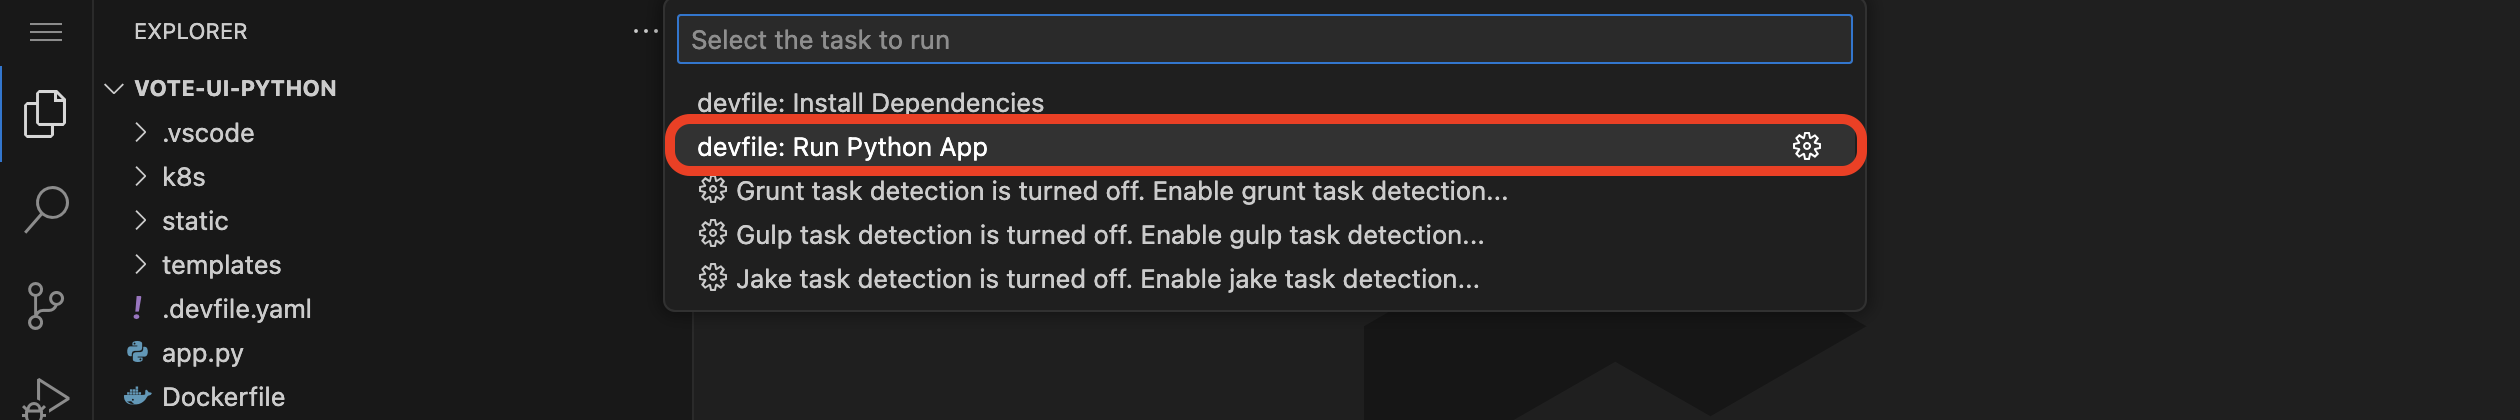 EXPLORER
VOTE-UI-PYTHON
.vscode
k8s
static
templates
.devfile.yaml
app.py
Dockerfile
Select the task to run
devfile: Install Dependencies
devfile: Run Python App
Grunt task detection is turned off. Enable grunt task detection...
Gulp task detection is turned off. Enable gulp task detection...
Jake task detection is turned off. Enable jake task detection...